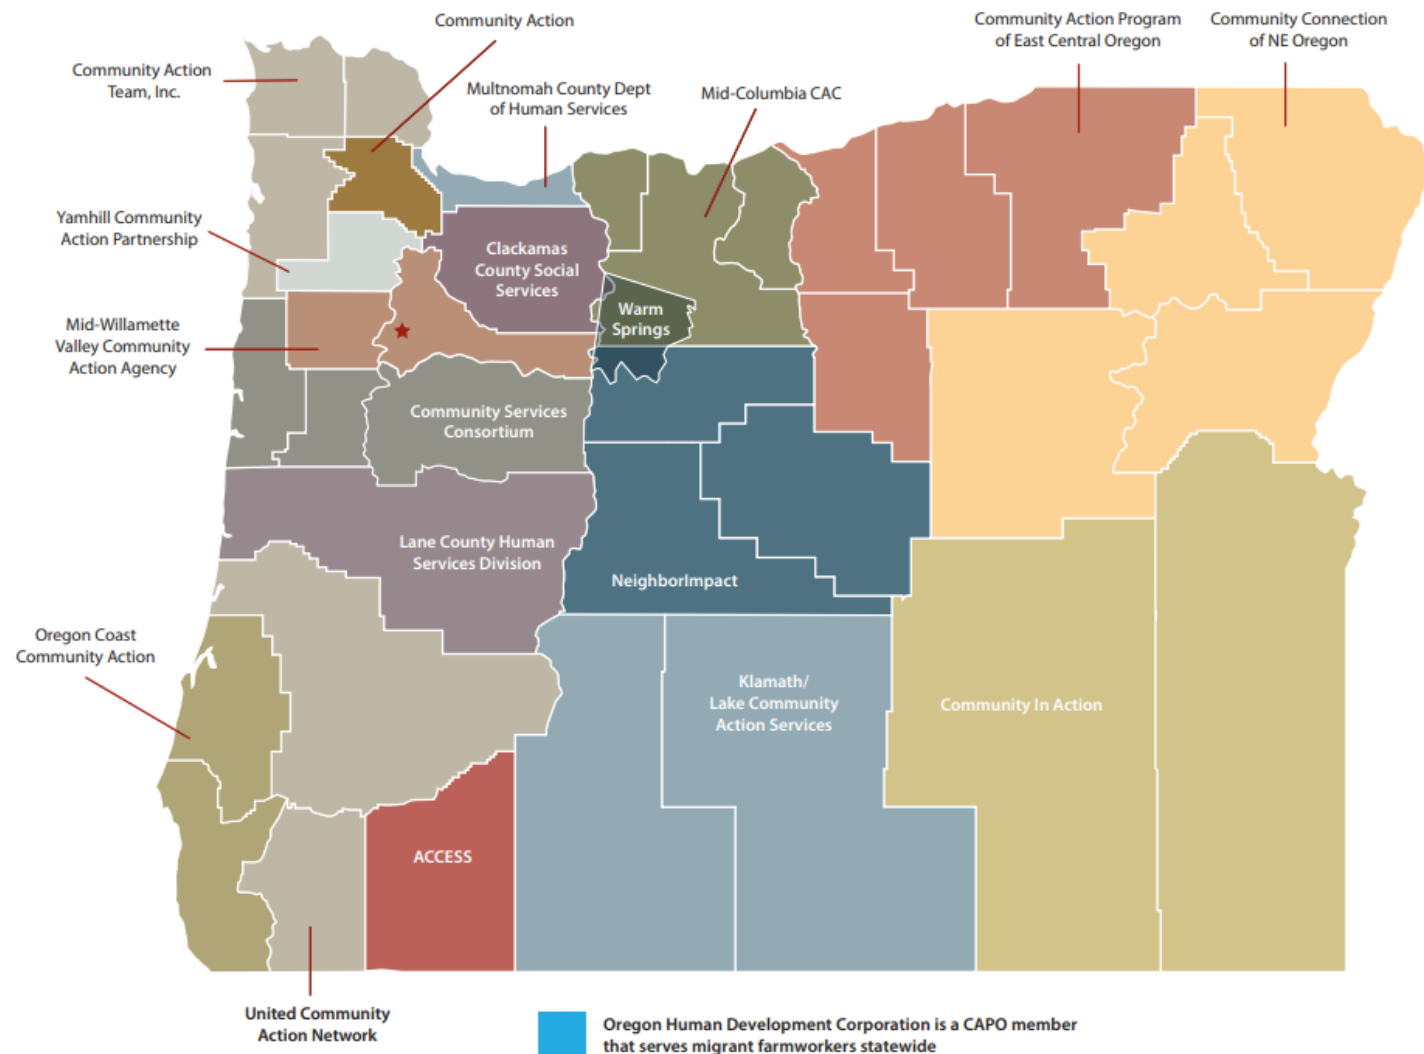 Community Action
Community Action Program
of East Central Oregon
Community Connection
of NE Oregon
Community Action
Team, Inc.
Multnomah County Dept
of Human Services
Mid-Columbia CAC
Yamhill Community
Action Partnership
Clackamas
County Social
Services
Warm
Springs
Mid-Willamette
Valley Community
Action Agency
Community Services
Consortium
Lane County Human
Services Division
NeighborImpact
Oregon Coast
Community Action
Klamath/
Lake Community
Action Services
Community In Action
ACCESS
United Community
Action Network
Oregon Human Development Corporation is a CAPO member
that serves migrant farmworkers statewide